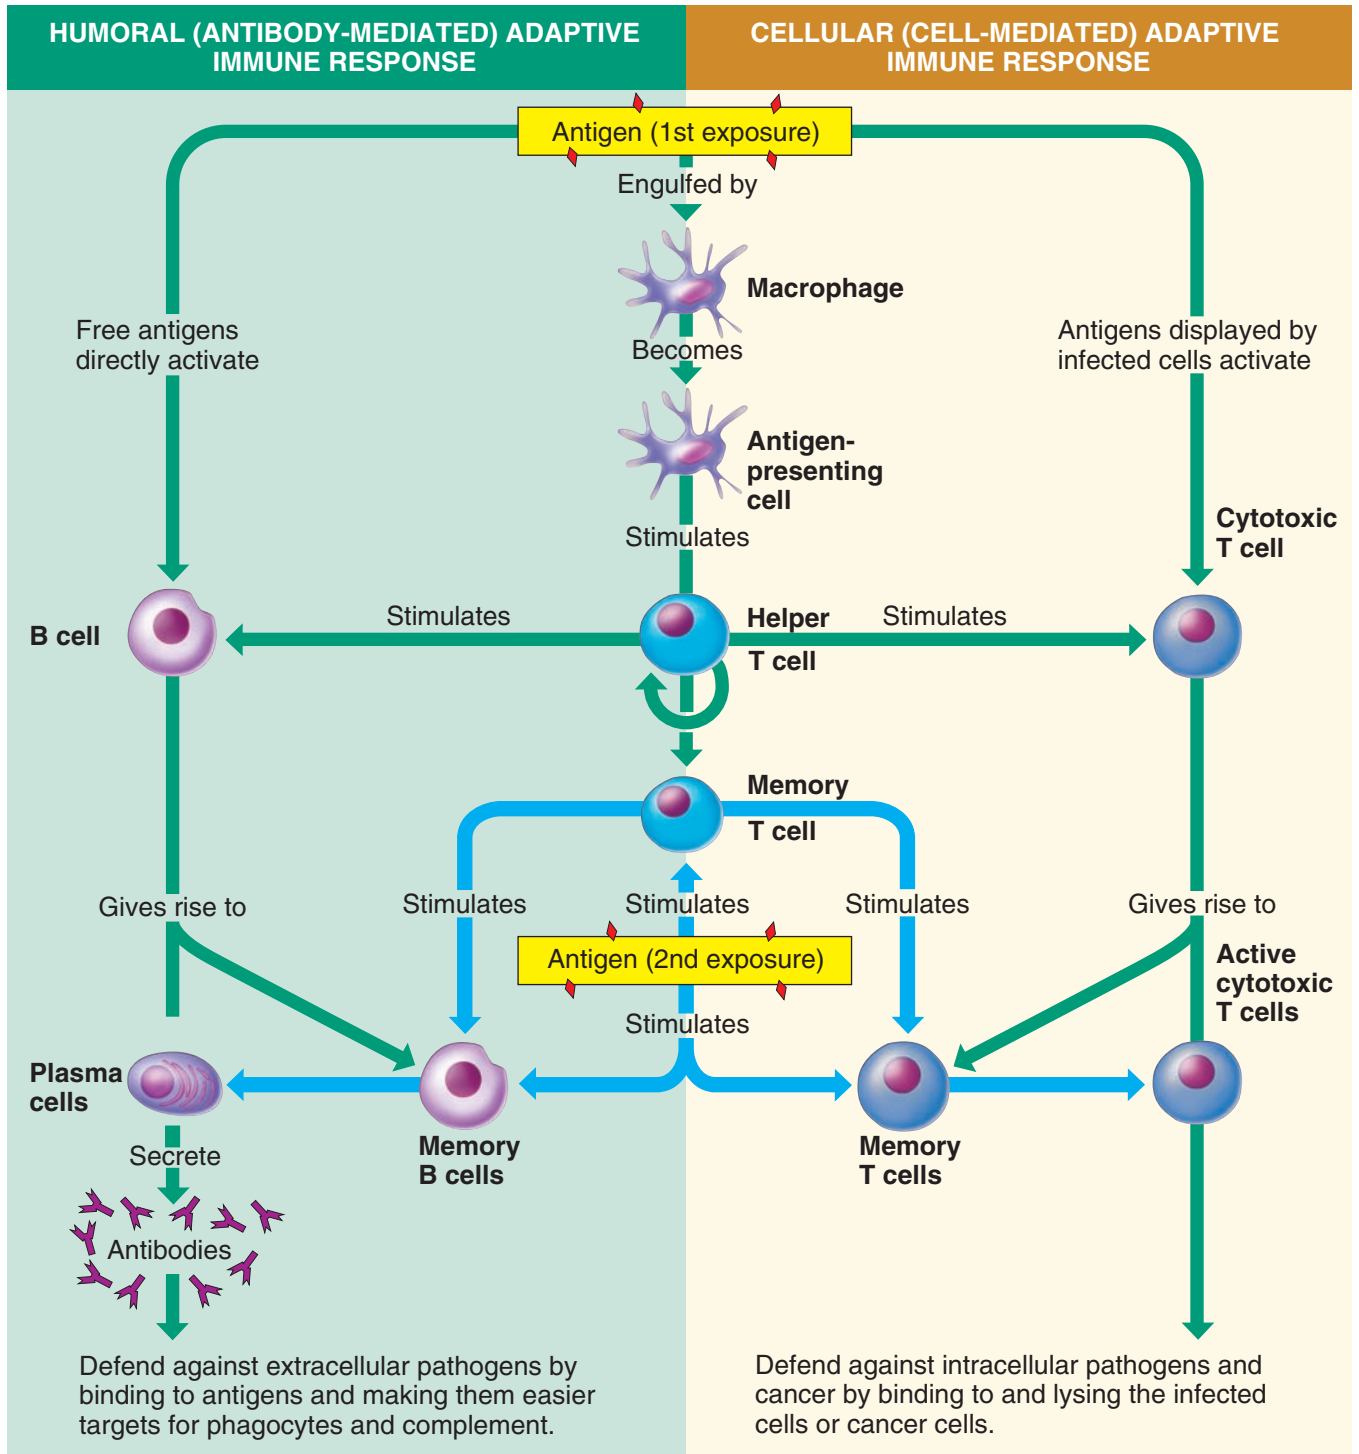 HUMORAL (ANTIBODY-MEDIATED) ADAPTIVE
IMMUNE RESPONSE
CELLULAR (CELL-MEDIATED) ADAPTIVE
IMMUNE RESPONSE
Antigen (1st exposure)
Engulfed by
Macrophage
Free antigens
directly activate
Becomes
Antigens displayed by
infected cells activate
Antigen-
presenting
cell
Stimulates
Cytotoxic
T cell
B cell
Stimulates
Helper
T cell
Stimulates
Memory
T cell
Gives rise to
Stimulates
Stimulates
Stimulates
Gives rise to
Antigen (2nd exposure)
Active
cytotoxic
T cells
Stimulates
Plasma
cells
Memory
B cells
Memory
T cells
Secrete
Antibodies
Defend against extracellular pathogens by
binding to antigens and making them easier
targets for phagocytes and complement.
Defend against intracellular pathogens and
cancer by binding to and lysing the infected
cells or cancer cells.